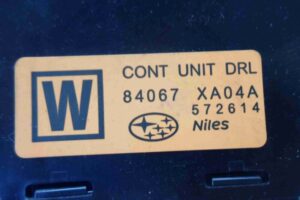 W
CONT UNIT DRL
84067 XA04A
572614
Niles